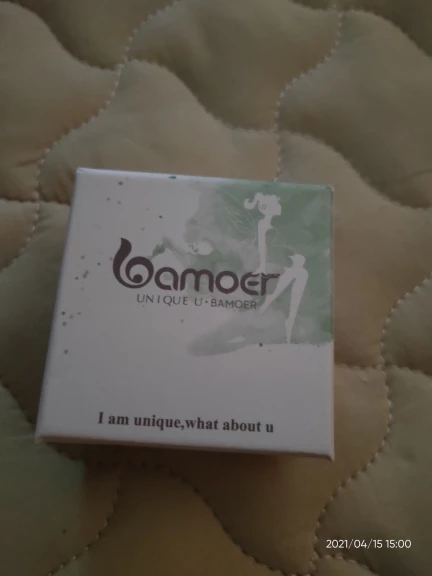 bamoer
UNIQUE U·BAMOER
I am unique,what about u
2021/04/15 15:00